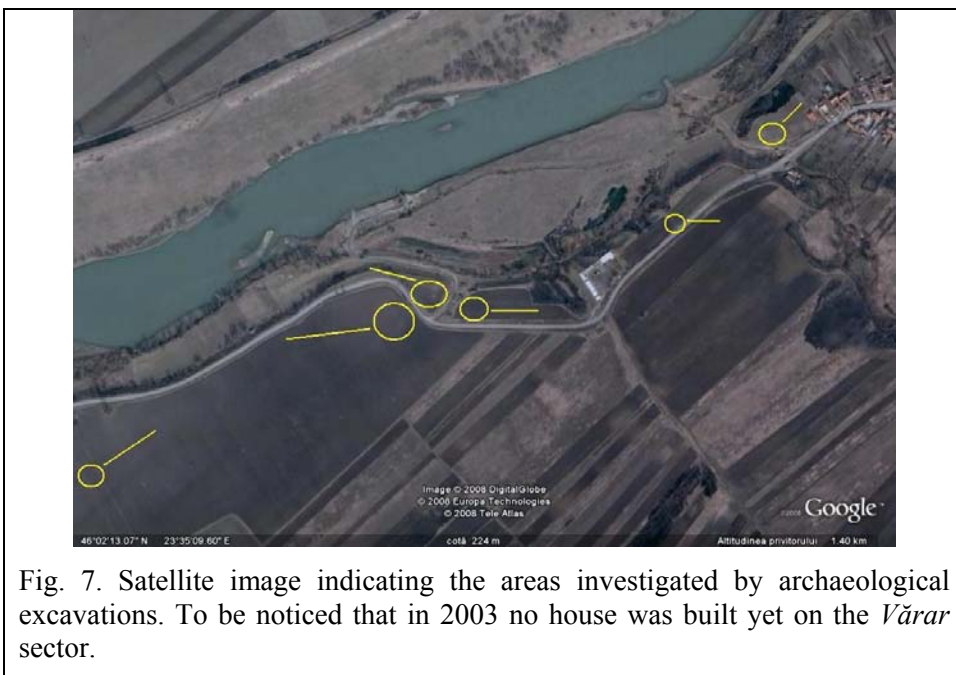 Image © 2008 DigitalGlobe
© 2008 Europa Technologies
© 2008 Tele Atlas
©2008 Google™
46°02'13.07" N 23°35'09.60" E cotă 224 m Altitudinea privitorului 1.40 km
Fig. 7. Satellite image indicating the areas investigated by archaeological
excavations. To be noticed that in 2003 no house was built yet on the Vărar
sector.